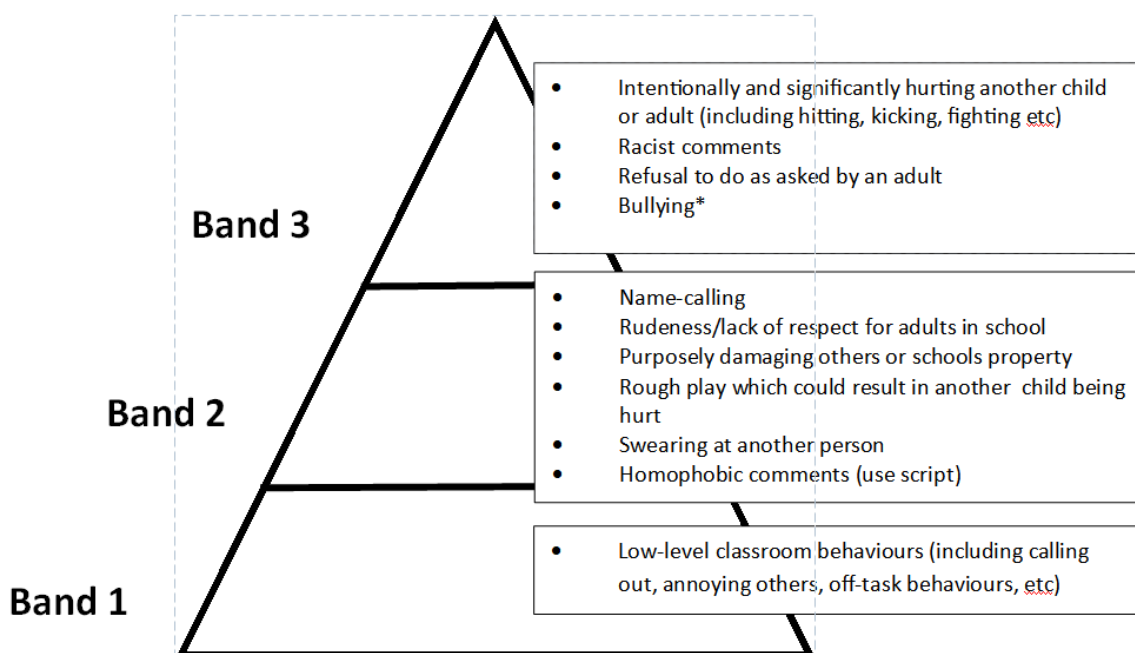 Band 3
• Intentionally and significantly hurting another child
or adult (including hitting, kicking, fighting etc)
• Racist comments
• Refusal to do as asked by an adult
• Bullying*
Band 2
• Name-calling
• Rudeness/lack of respect for adults in school
• Purposely damaging others or schools property
• Rough play which could result in another  child being
hurt
• Swearing at another person
• Homophobic comments (use script)
Band 1
• Low-level classroom behaviours (including calling
out, annoying others, off-task behaviours, etc)